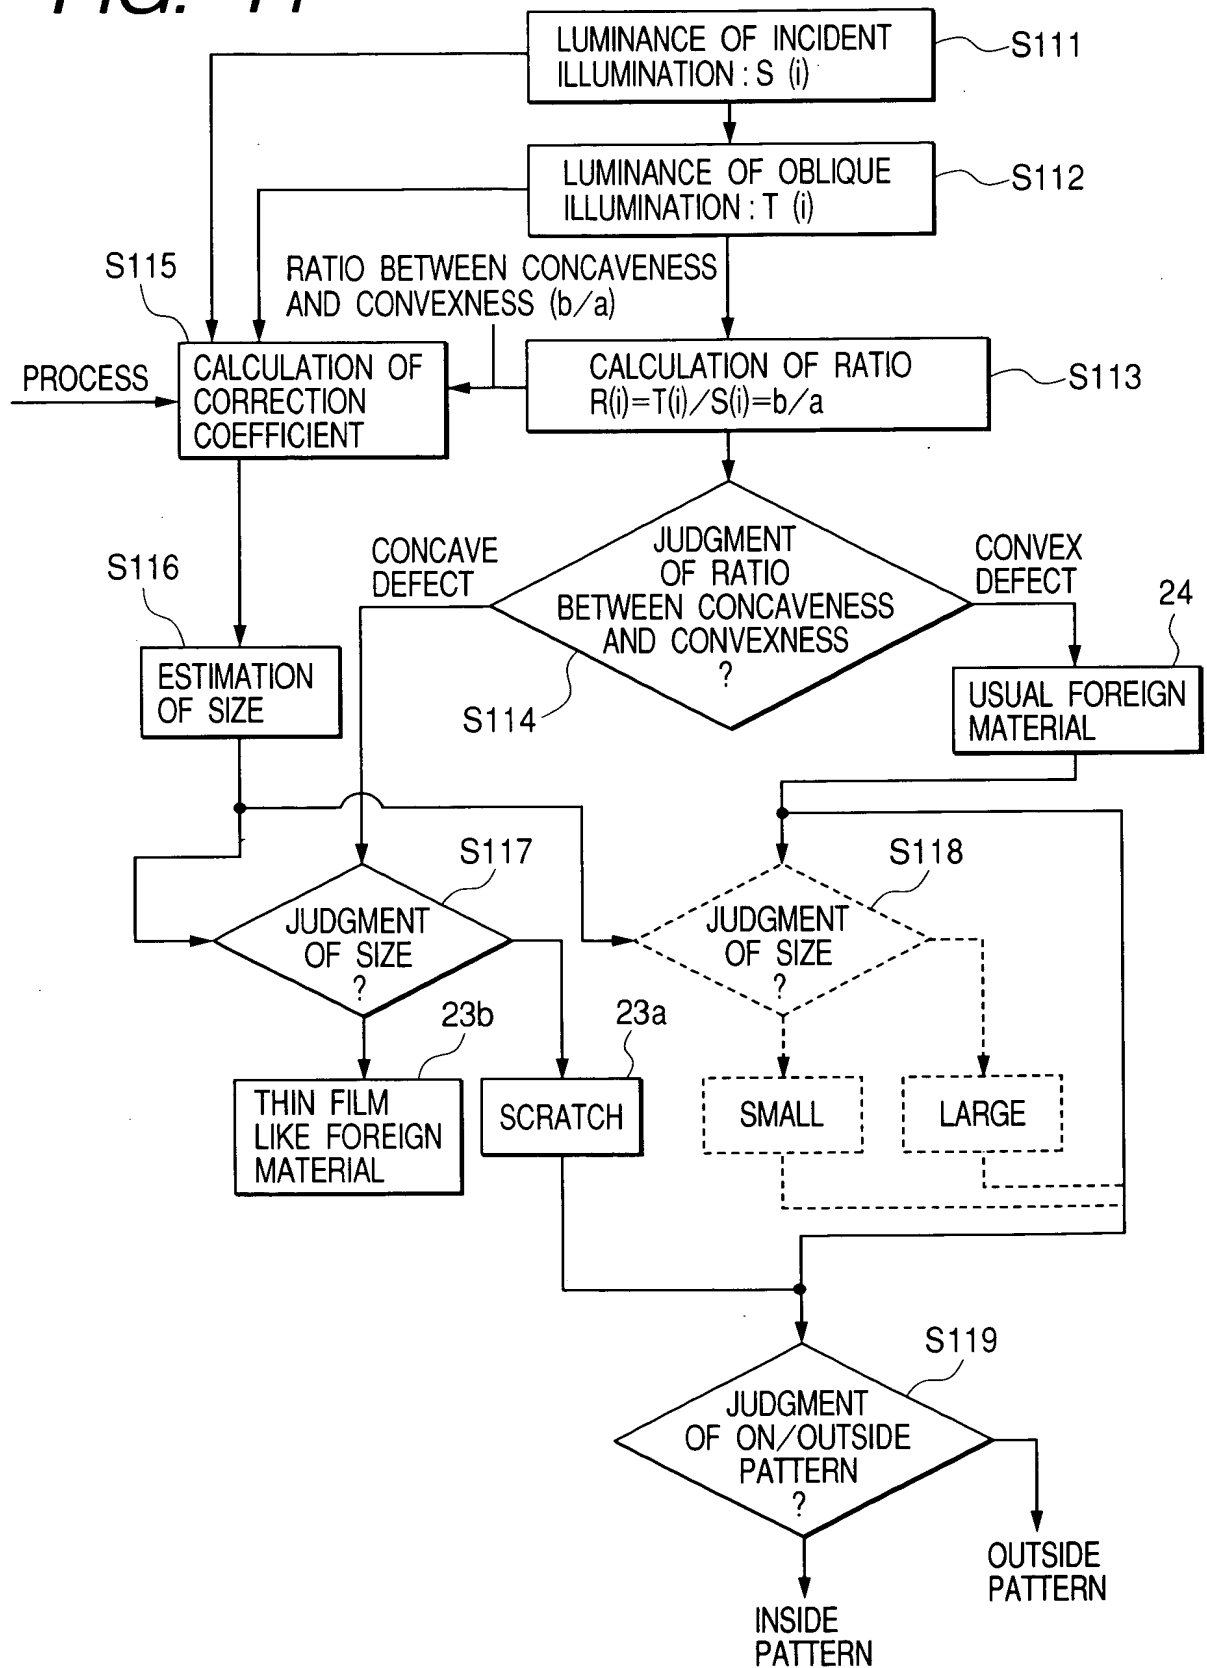 FIG. 11
LUMINANCE OF INCIDENT
ILLUMINATION : S (i)
S111
LUMINANCE OF OBLIQUE
ILLUMINATION : T (i)
S112
S115
RATIO BETWEEN CONCAVENESS
AND CONVEXNESS (b/a)
PROCESS
CALCULATION OF
CORRECTION
COEFFICIENT
CALCULATION OF RATIO
R(i)=T(i)/S(i)=b/a
S113
S116
CONCAVE
DEFECT
JUDGMENT
OF RATIO
BETWEEN CONCAVENESS
AND CONVEXNESS
?
CONVEX
DEFECT
24
ESTIMATION
OF SIZE
S114
USUAL FOREIGN
MATERIAL
S117
S118
JUDGMENT
OF SIZE
?
JUDGMENT
OF SIZE
?
23b
23a
THIN FILM
LIKE FOREIGN
MATERIAL
SCRATCH
SMALL
LARGE
S119
JUDGMENT
OF ON/OUTSIDE
PATTERN
?
OUTSIDE
PATTERN
INSIDE
PATTERN